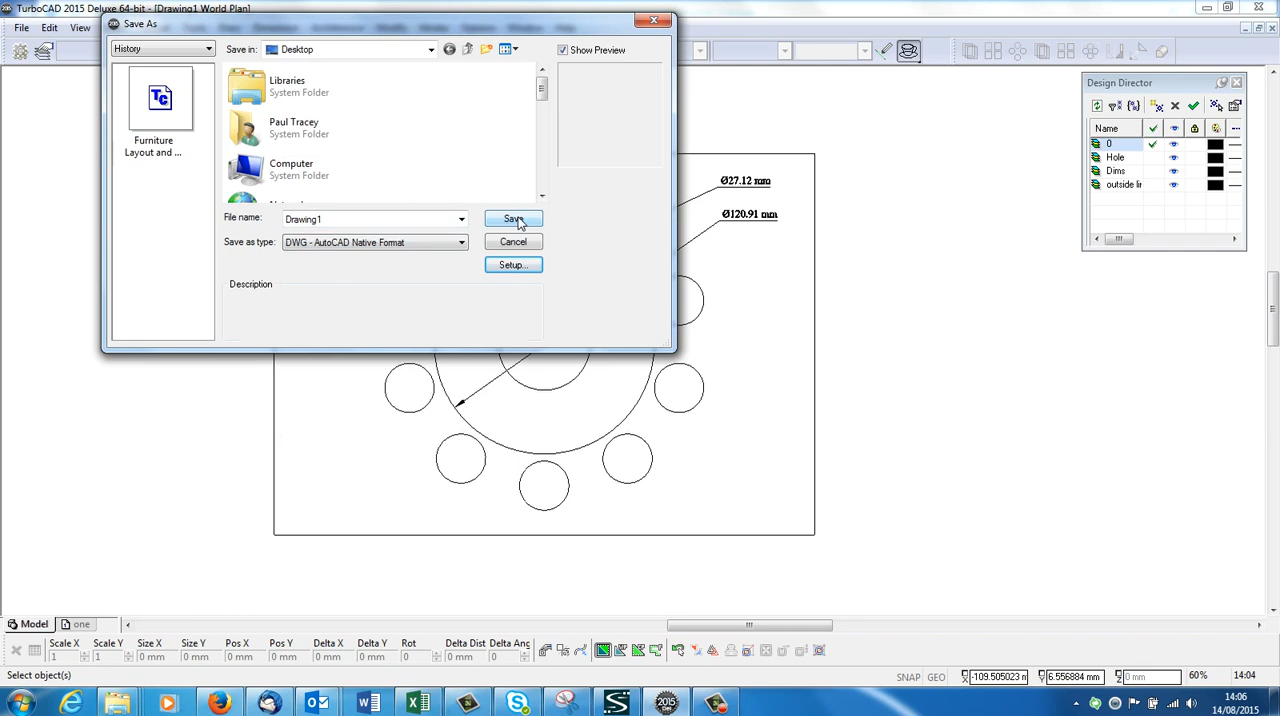 TurboCAD 2015 Deluxe 64-bit - [Drawing1 World Plan]
File Edit View
Save As
History
Save in: Desktop
Show Preview
Furniture
Layout and ...
Libraries
System Folder
Paul Tracey
System Folder
Computer
System Folder
File name: Drawing1
Save
Save as type: DWG - AutoCAD Native Format
Cancel
Setup...
Description
Design Director
Name
0
Hole
Dims
outside lir
Ø27.12 mm
Ø120.91 mm
Model one
Scale X Scale Y Size X Size Y Pos X Pos Y Delta X Delta Y Rot Delta Dist Delta Ang
1 1 0 mm 0 mm 0 mm 0 mm 0 mm 0 mm 0 0 mm 0
Select object(s)
SNAP GEO X -109.505023 m Y 6.556884 mm Z 0 mm 60% 14:04
14:06
14/08/2015